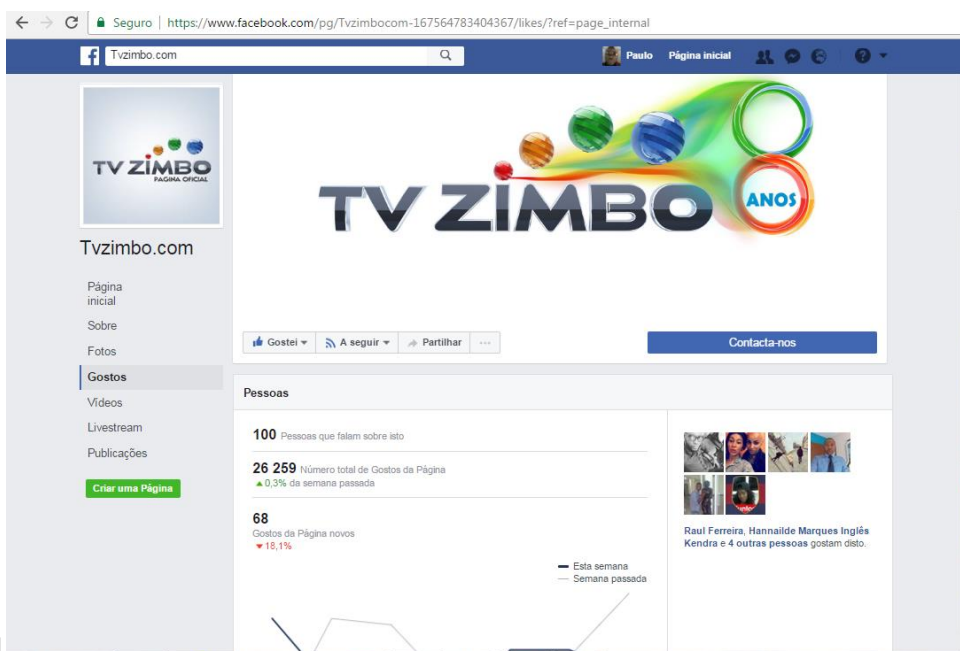 Seguro | https://www.facebook.com/pg/Tvzimbocom-167564783404367/likes/?ref=page_internal
Tvzimbo.com
Paulo Página inicial
TV ZIMBO
PAGINA OFICIAL
TV ZIMBO
ANOS
Tvzimbo.com
Página
inicial
Sobre
Fotos
Gostos
Vídeos
Livestream
Publicações
Criar uma Página
Gostei A seguir Partilhar ...
Contacta-nos
Pessoas
100 Pessoas que falam sobre isto
26 259 Número total de Gostos da Página
0,3% da semana passada
68
Gostos da Página novos
18,1%
Esta semana
Semana passada
Raul Ferreira, Hannailde Marques Inglês
Kendra e 4 outras pessoas gostam disto.